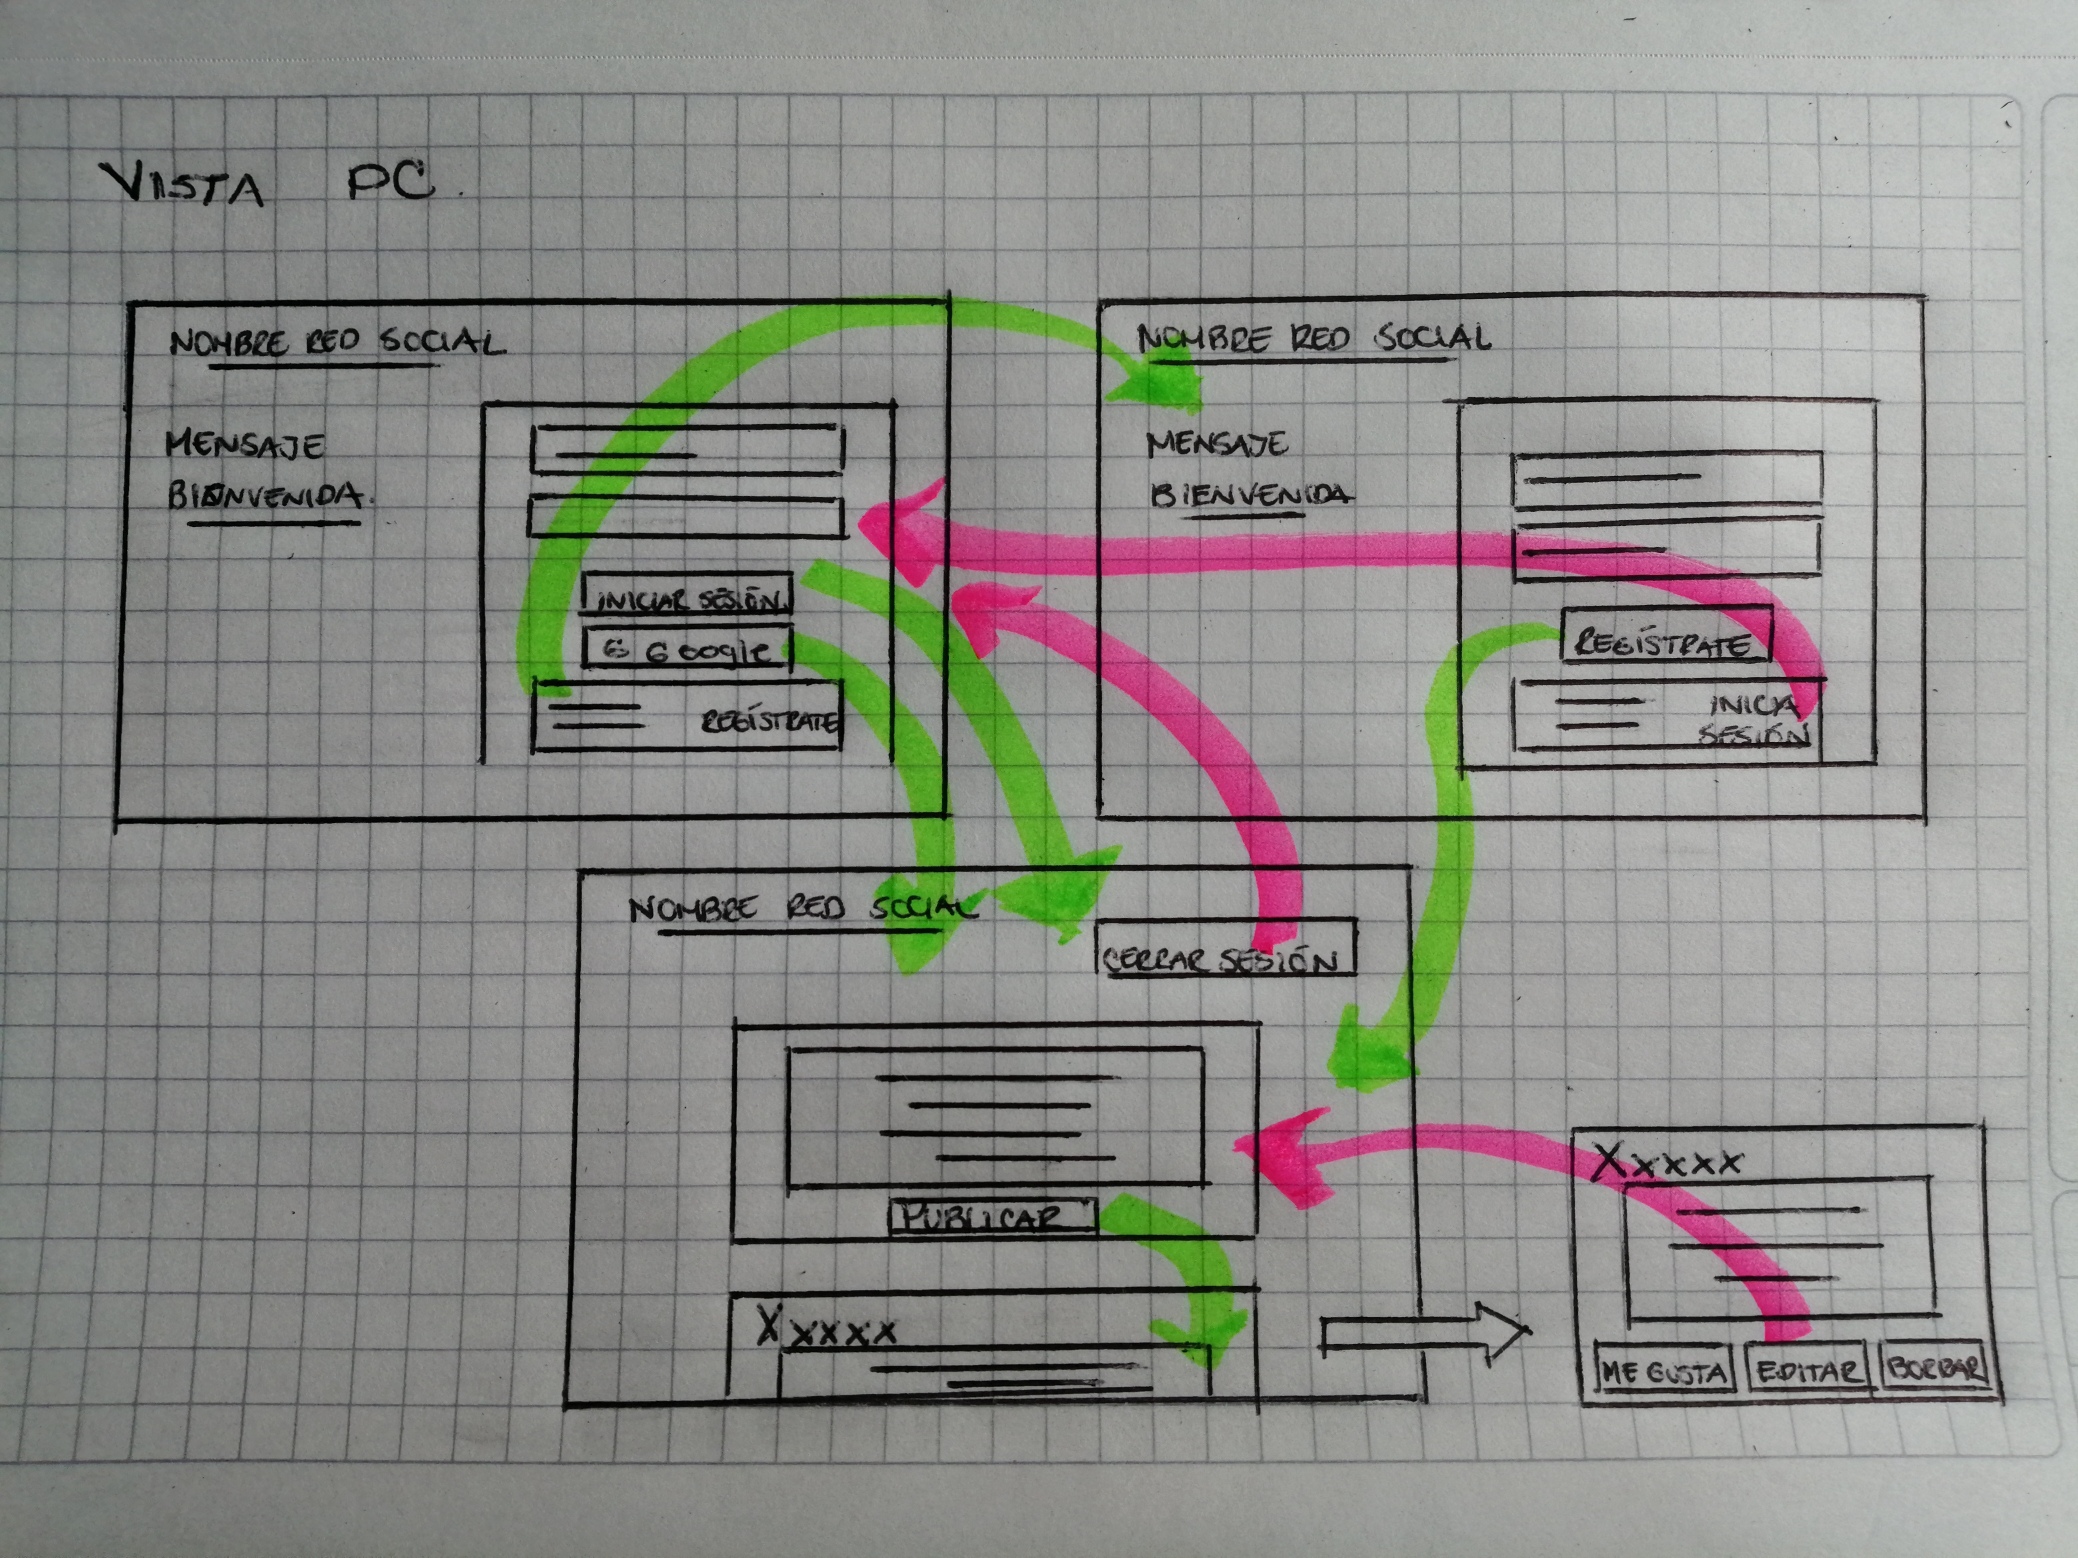 VISTA PC.
NOMBRE RED SOCIAL
MENSAJE
BIENVENIDA.
INICIAR SESIÓN
G Google
REGÍSTRATE
NOMBRE RED SOCIAL
MENSAJE
BIENVENIDA
REGÍSTRATE
INICIA
SESIÓN
NOMBRE RED SOCIAL
CERRAR SESIÓN
PUBLICAR
Xxxxx
Xxxxx
ME GUSTA
EDITAR
BORRAR